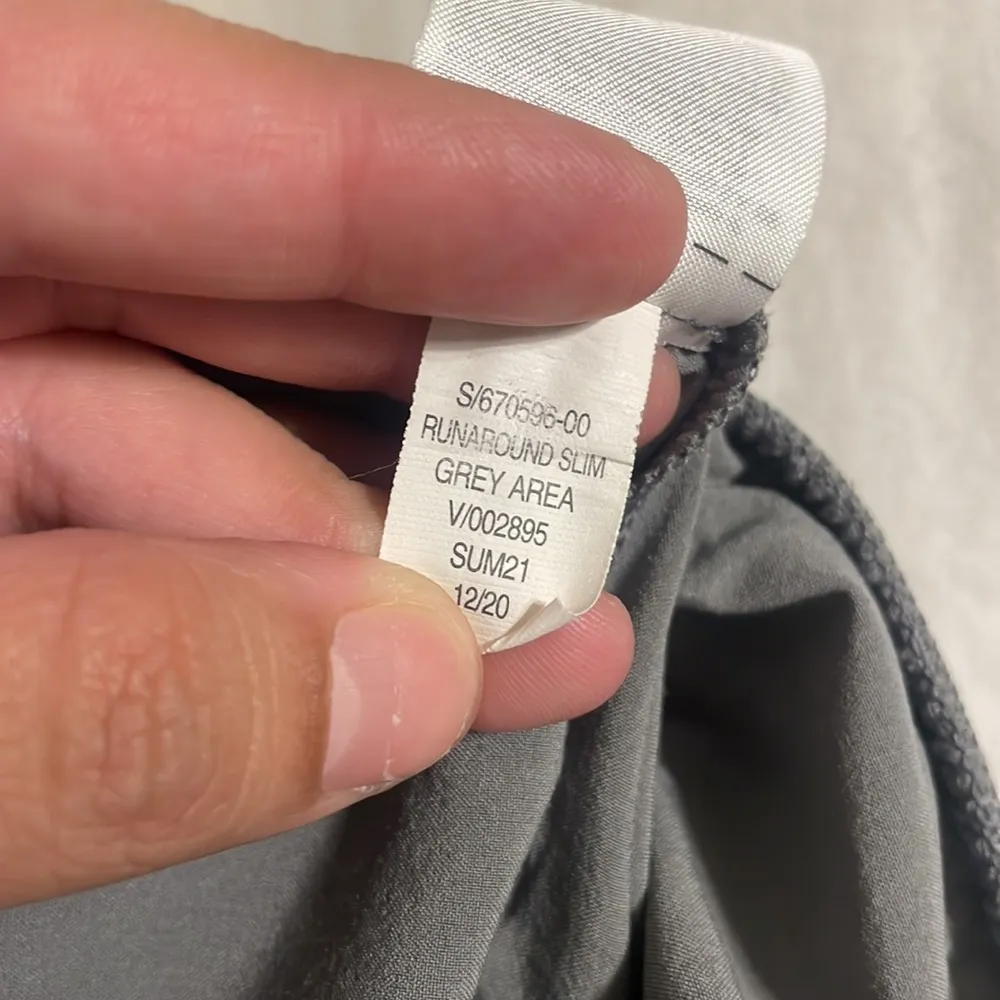 S/670596-00
RUNAROUND SLIM
GREY AREA
V/002895
SUM21
12/20